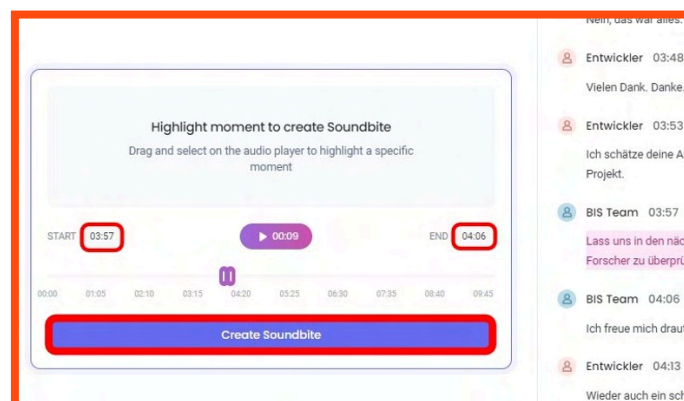 Highlight moment to create Soundbite
Drag and select on the audio player to highlight a specific
moment
START 03:57
00:09
END 04:06
00:00 01:05 02:10 03:15 04:20 05:25 06:30 07:35 08:40 09:45
Create Soundbite
Nein, das war alles.
Entwickler 03:48
Vielen Dank. Danke.
Entwickler 03:53
Ich schätze deine
Projekt.
BIS Team 03:57
Lass uns in den
Forscher zu
BIS Team 04:06
Ich freue mich
Entwickler 04:13
Wieder auch ein